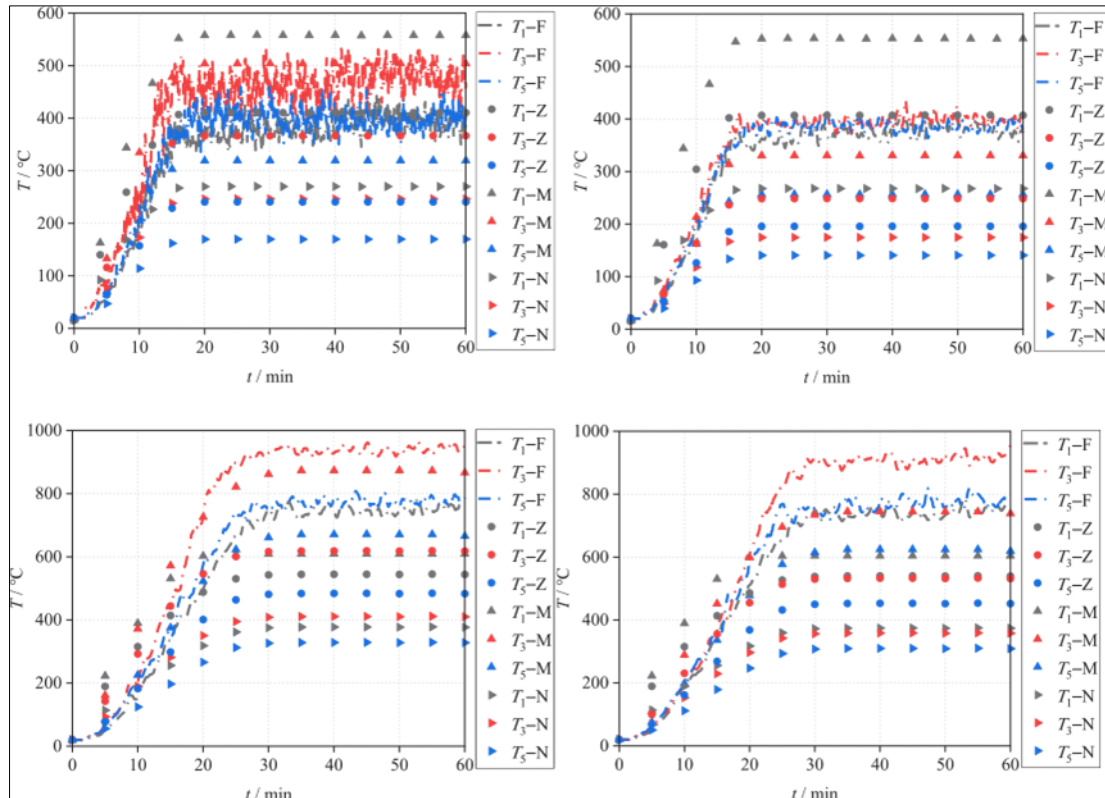 600
500
400
300
200
100
0
T / °C
0 10 20 30 40 50 60
t / min
T₁–F
T₃–F
T₅–F
T₁–Z
T₃–Z
T₅–Z
T₁–M
T₃–M
T₅–M
T₁–N
T₃–N
T₅–N
600
500
400
300
200
100
0
T / °C
0 10 20 30 40 50 60
t / min
T₁–F
T₃–F
T₅–F
T₁–Z
T₃–Z
T₅–Z
T₁–M
T₃–M
T₅–M
T₁–N
T₃–N
T₅–N
1000
800
600
400
200
0
T / °C
0 10 20 30 40 50 60
t / min
T₁–F
T₃–F
T₅–F
T₁–Z
T₃–Z
T₅–Z
T₁–M
T₃–M
T₅–M
T₁–N
T₃–N
T₅–N
1000
800
600
400
200
0
T / °C
0 10 20 30 40 50 60
t / min
T₁–F
T₃–F
T₅–F
T₁–Z
T₃–Z
T₅–Z
T₁–M
T₃–M
T₅–M
T₁–N
T₃–N
T₅–N